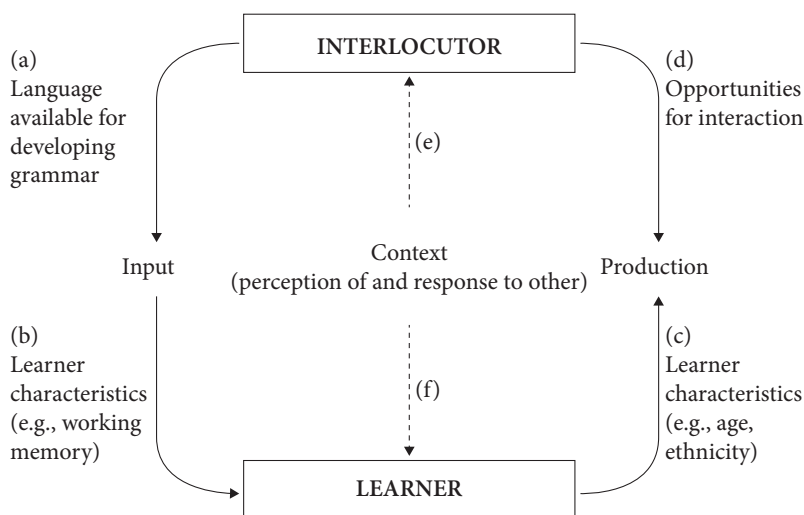 INTERLOCUTOR
(a)
Language
available for
developing
grammar
(d)
Opportunities
for interaction
(e)
Input
Context
(perception of and response to other)
Production
(b)
Learner
characteristics
(e.g., working
memory)
(f)
(c)
Learner
characteristics
(e.g., age,
ethnicity)
LEARNER